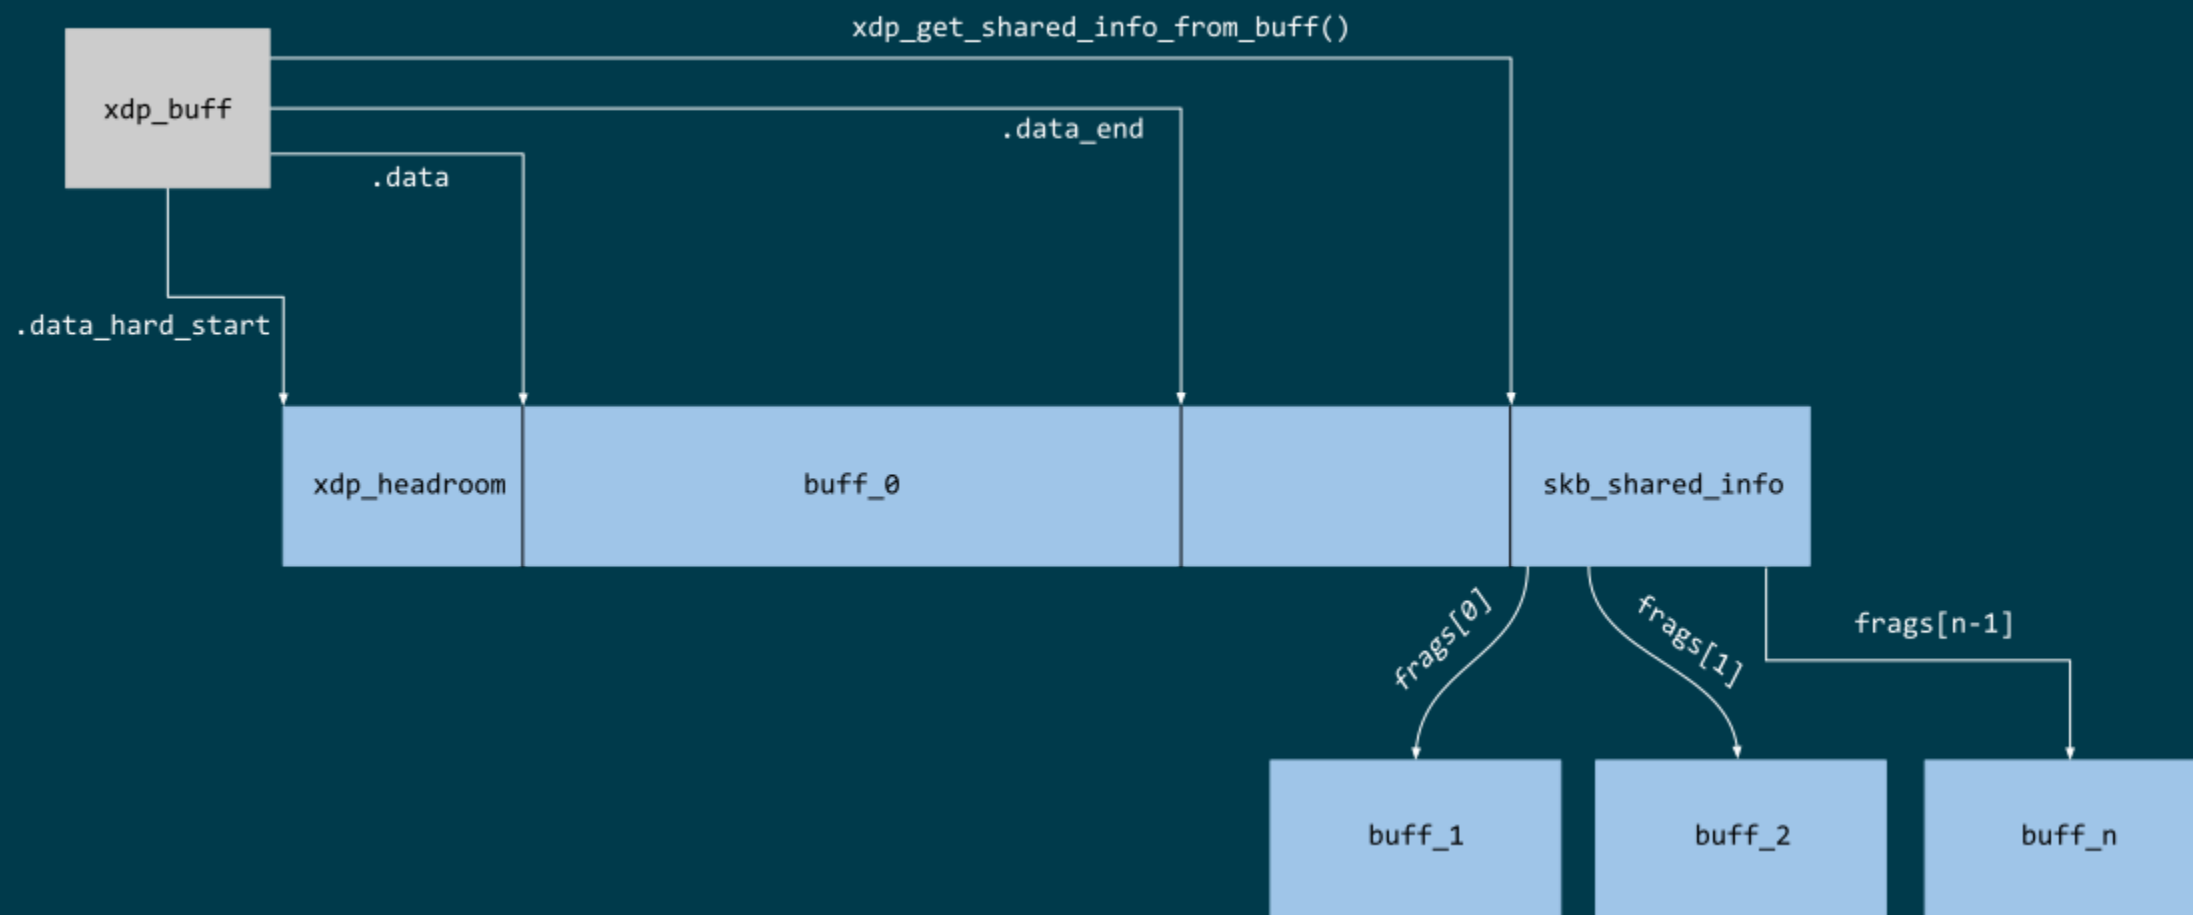 xdp_get_shared_info_from_buff()
xdp_buff
.data_end
.data
.data_hard_start
xdp_headroom
buff_0
skb_shared_info
frags[0]
frags[1]
frags[n-1]
buff_1
buff_2
buff_n